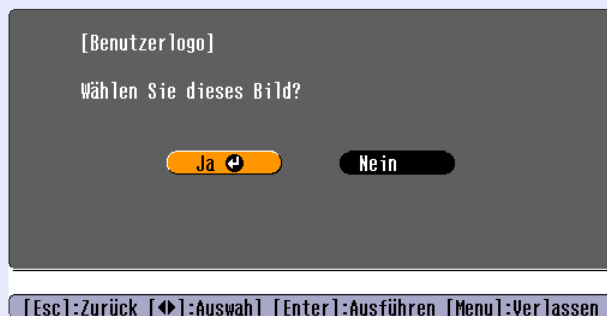 [Benutzerlogo]
Wählen Sie dieses Bild?
Ja Nein
[Esc]:Zurück [◆]:Auswahl [Enter]:Ausführen [Menu]:Verlassen